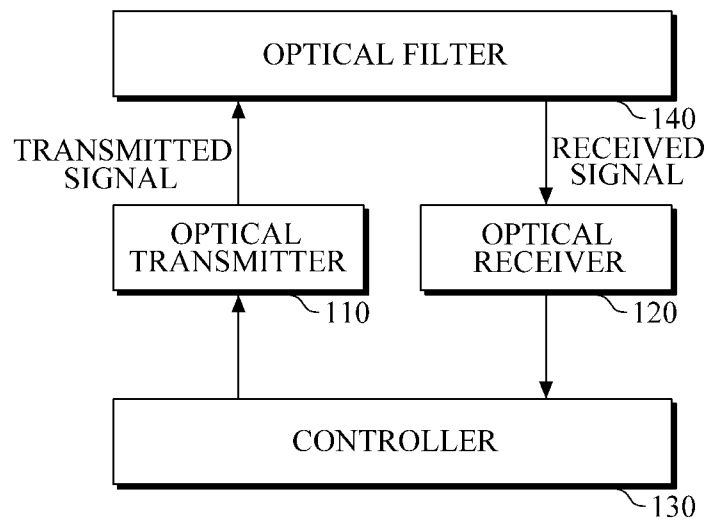 OPTICAL FILTER
140
TRANSMITTED
SIGNAL
RECEIVED
SIGNAL
OPTICAL
TRANSMITTER
110
OPTICAL
RECEIVER
120
CONTROLLER
130